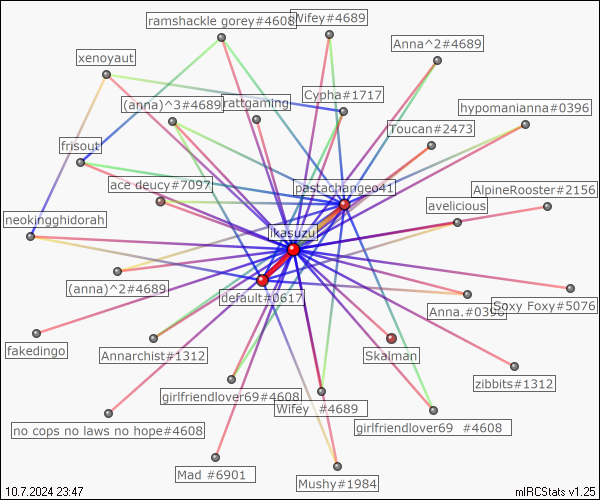 ramshackle gorey#4608
Wifey#4689
Anna^2#4689
xenoyaut
Cypha#1717
(anna)^3#4689
rattgaming
hypomanianna#0396
Toucan#2473
frisout
ace deucy#7097
pastachangeo41
AlpineRooster#2156
avelicious
neokingghidorah
ikasuzu
(anna)^2#4689
default#0617
Anna.#0396
Soxy Foxy#5076
fakedingo
Annarchist#1312
Skalman
zibbits#1312
girlfriendlover69#4608
Wifey #4689
no cops no laws no hope#4608
girlfriendlover69 #4608
Mad #6901
Mushy#1984
10.7.2024 23:47
mIRCStats v1.25